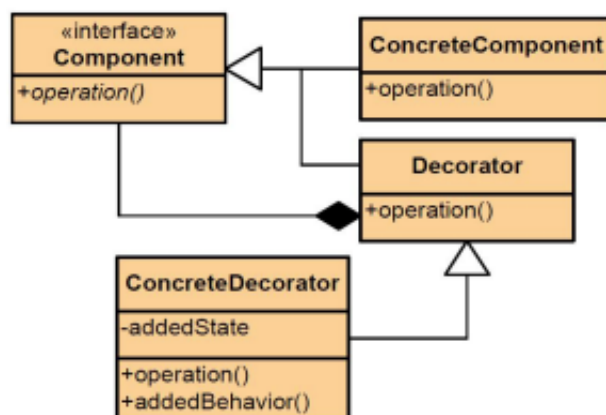 «interface»
Component
+operation()
ConcreteComponent
+operation()
Decorator
+operation()
ConcreteDecorator
-addedState
+operation()
+addedBehavior()